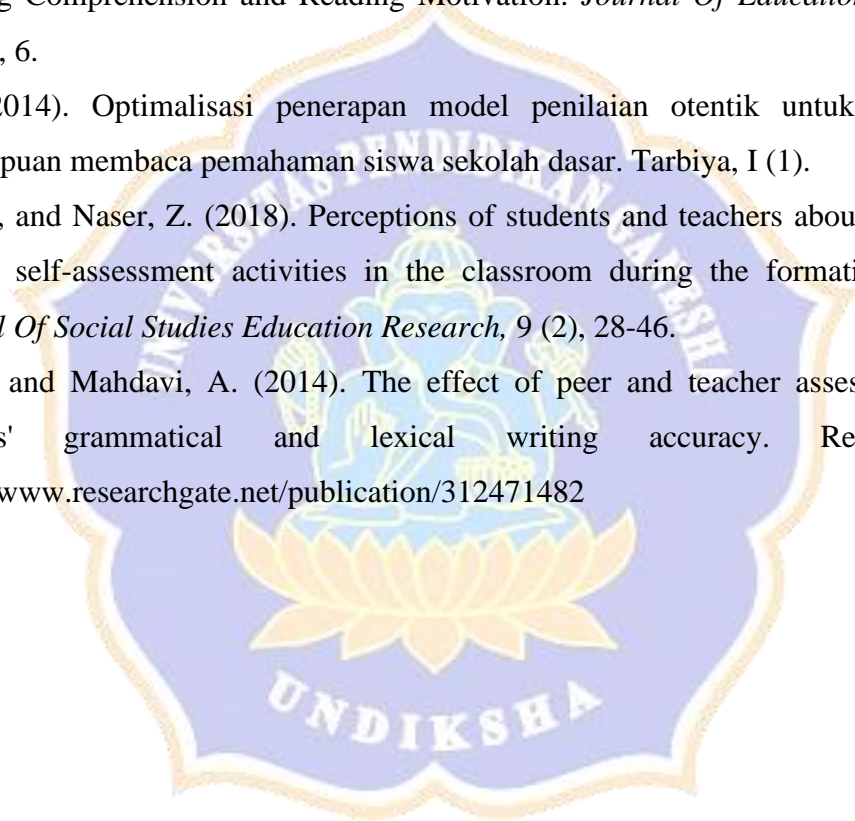 g Comprehension and Reading Motivation. Journal Of Education
, 6.
2014). Optimalisasi penerapan model penilaian otentik untuk
puan membaca pemahaman siswa sekolah dasar. Tarbiya, I (1).
, and Naser, Z. (2018). Perceptions of students and teachers abou
self-assessment activities in the classroom during the formati
l Of Social Studies Education Research, 9 (2), 28-46.
and Mahdavi, A. (2014). The effect of peer and teacher asses
s' grammatical and lexical writing accuracy. Re
www.researchgate.net/publication/312471482
UNIVERSITAS PENDIDIKAN GANESHA
UNDIKSHA